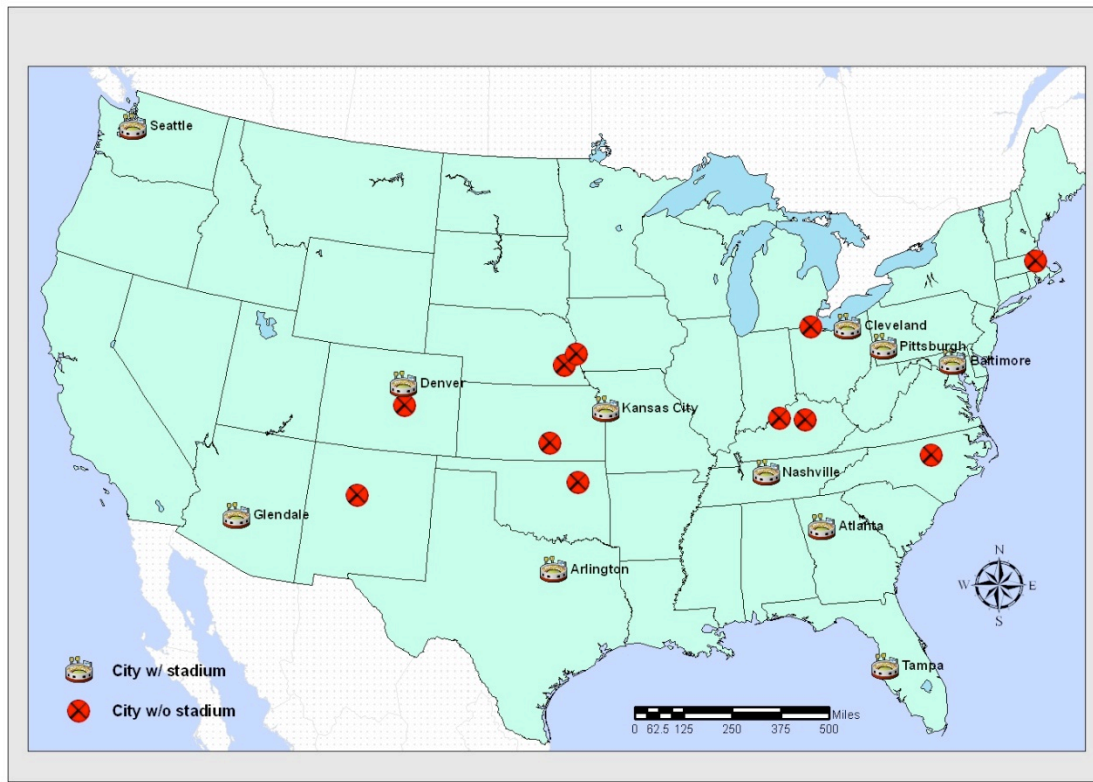 Seattle
Cleveland
Pittsburgh
Baltimore
Denver
Kansas City
Nashville
Glendale
Atlanta
Arlington
N
W E
S
Tampa
City w/ stadium
City w/o stadium
Miles
0 62.5 125 250 375 500